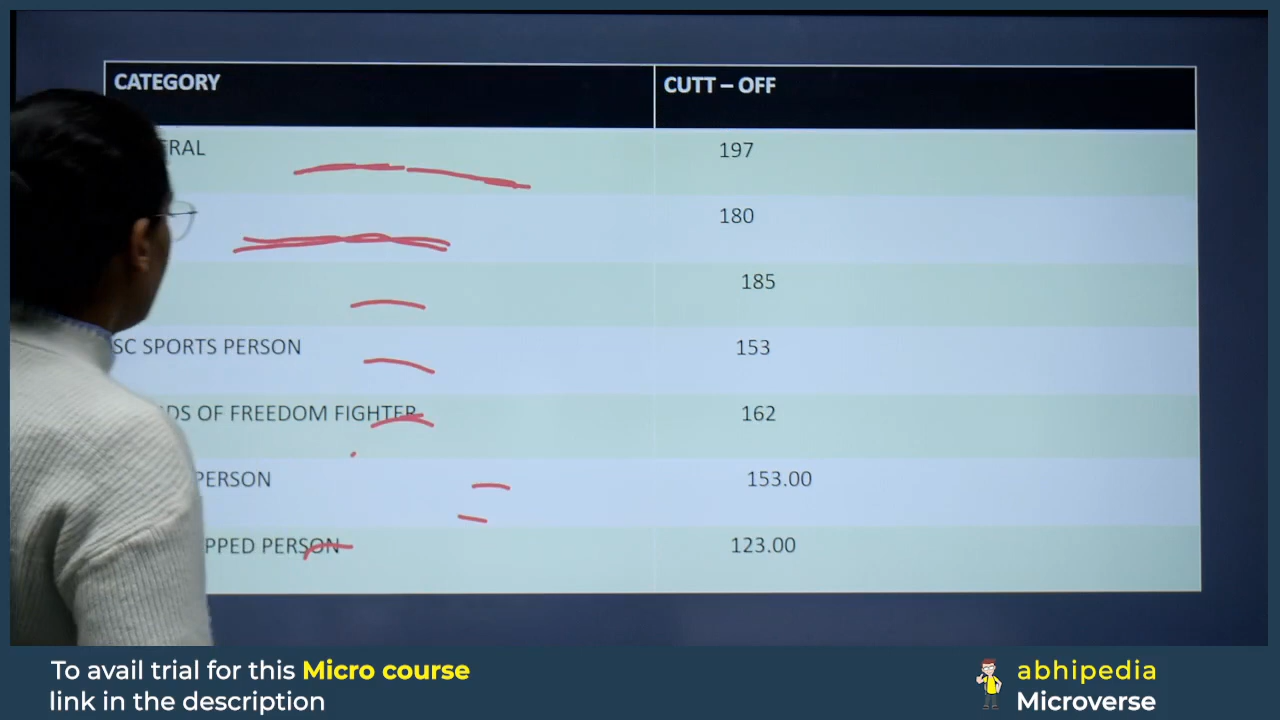 CATEGORY CUTT – OFF
RAL 197
180
185
SC SPORTS PERSON 153
DS OF FREEDOM FIGHTER 162
PERSON 153.00
PPED PERSON 123.00
To avail trial for this Micro course
link in the description
abhipedia
Microverse